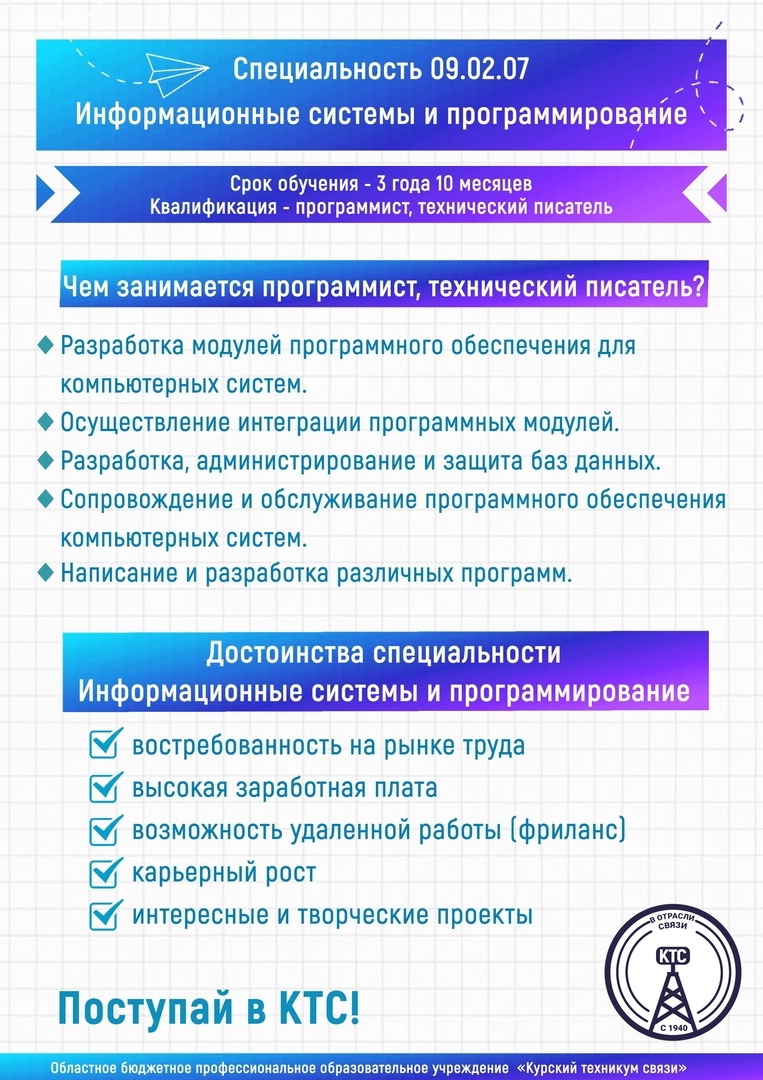 Специальность 09.02.07
Информационные системы и программирование
Срок обучения - 3 года 10 месяцев
Квалификация - программист, технический писатель
Чем занимается программист, технический писатель?
Разработка модулей программного обеспечения для
компьютерных систем.
Осуществление интеграции программных модулей.
Разработка, администрирование и защита баз данных.
Сопровождение и обслуживание программного обеспечения
компьютерных систем.
Написание и разработка различных программ.
Достоинства специальности
Информационные системы и программирование
востребованность на рынке труда
высокая заработная плата
возможность удаленной работы (фриланс)
карьерный рост
интересные и творческие проекты
В ОТРАСЛИ
СВЯЗИ
КТС
С 1940
Поступай в КТС!
Областное бюджетное профессиональное образовательное учреждение «Курский техникум связи»